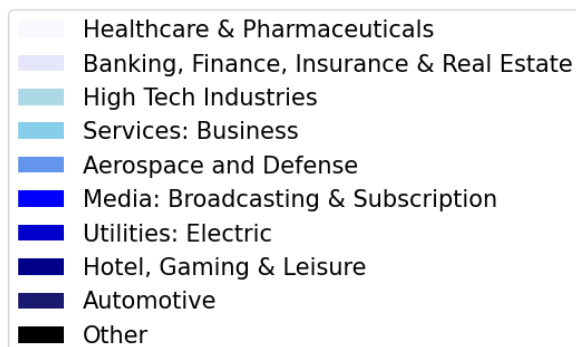 Healthcare & Pharmaceuticals
Banking, Finance, Insurance & Real Estate
High Tech Industries
Services: Business
Aerospace and Defense
Media: Broadcasting & Subscription
Utilities: Electric
Hotel, Gaming & Leisure
Automotive
Other